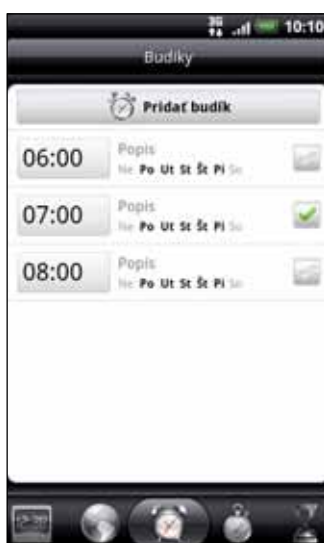 3G 10:10
Budíky
Pridať budík
06:00 Popis
Ne Po Ut St Št Pi So
07:00 Popis
Ne Po Ut St Št Pi So
08:00 Popis
Ne Po Ut St Št Pi So